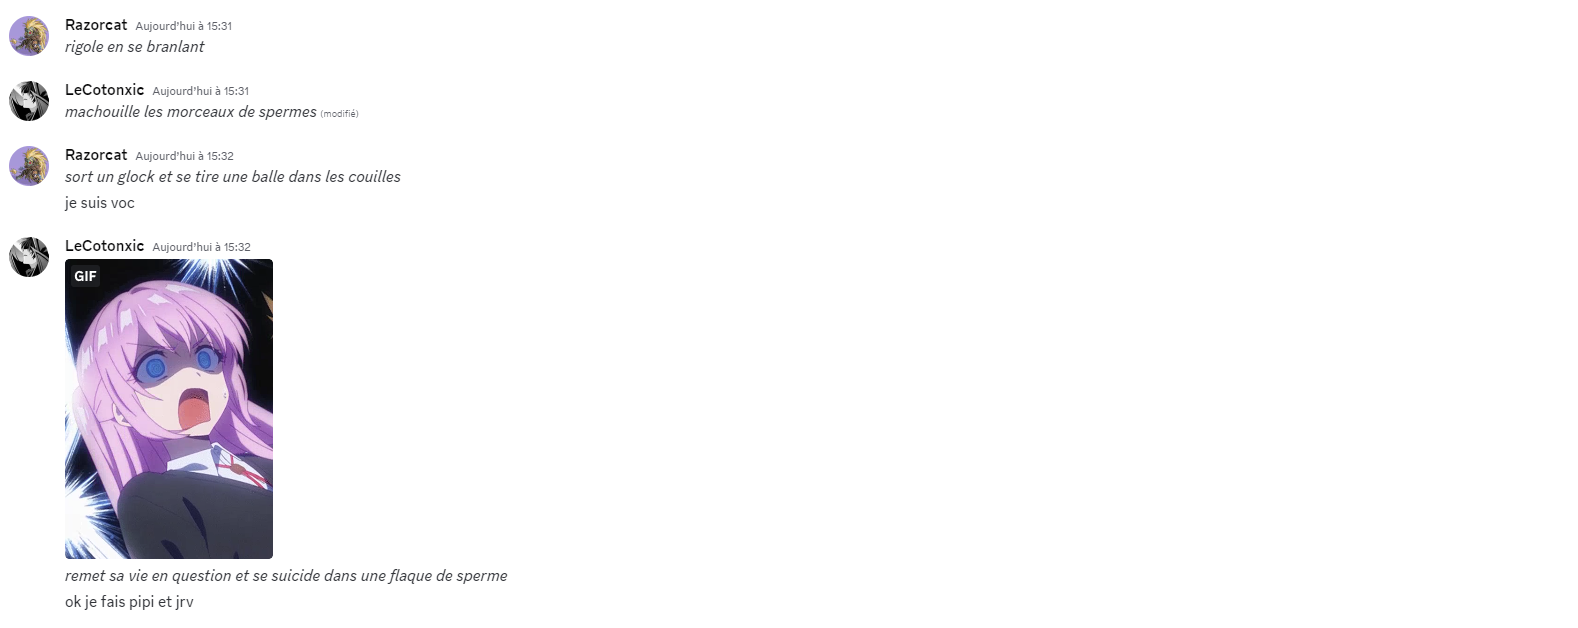 Razorcat Aujourd'hui à 15:31
rigole en se branlant
LeCotonxic Aujourd'hui à 15:31
machouille les morceaux de spermes (modifié)
Razorcat Aujourd'hui à 15:32
sort un glock et se tire une balle dans les couilles
je suis voc
LeCotonxic Aujourd'hui à 15:32
GIF
remet sa vie en question et se suicide dans une flaque de sperme
ok je fais pipi et jrv